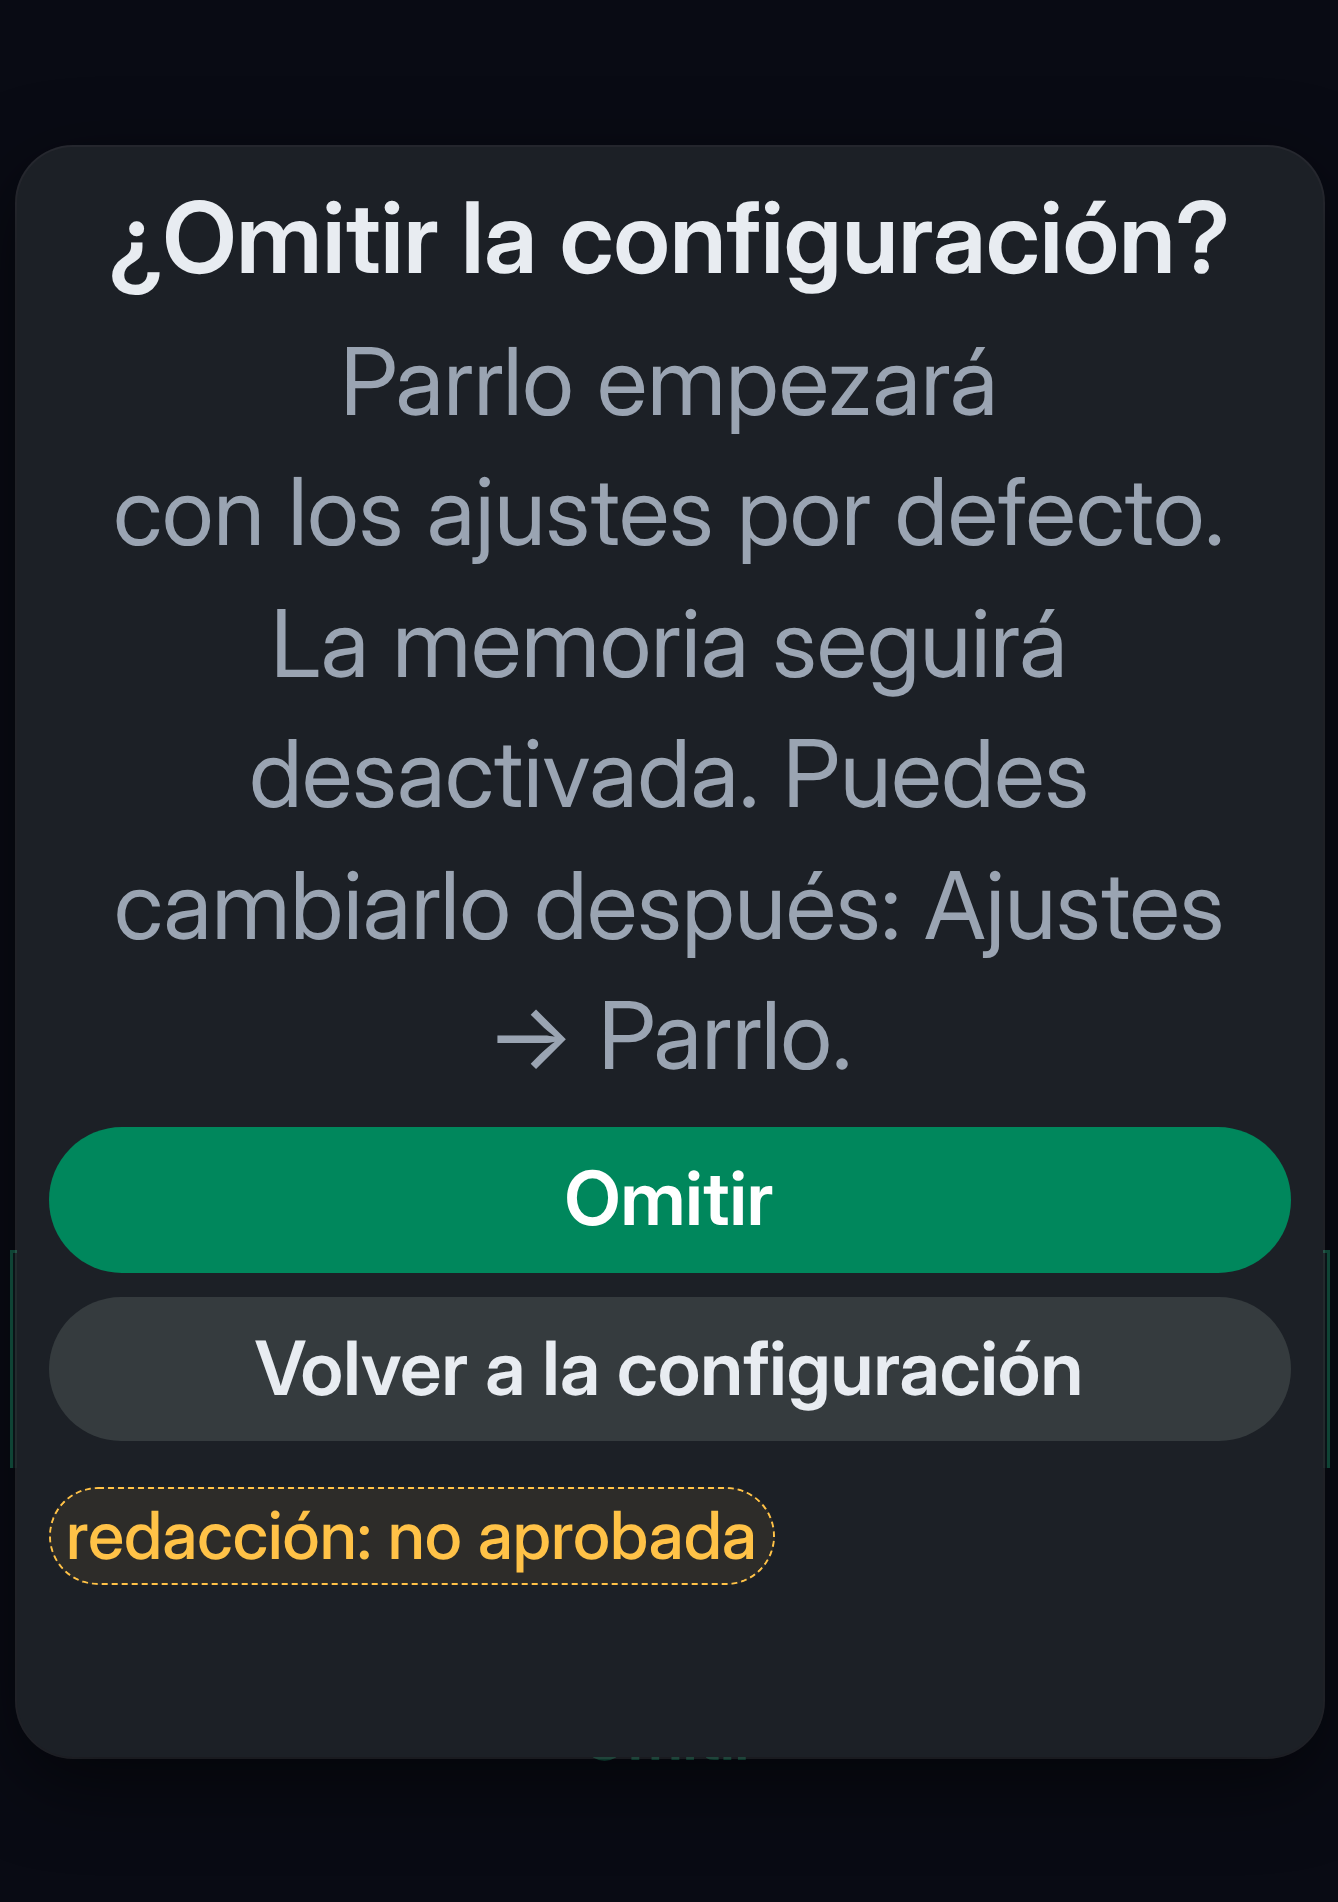 ¿Omitir la configuración?
Parrlo empezará
con los ajustes por defecto.
La memoria seguirá
desactivada. Puedes
cambiarlo después: Ajustes
→ Parrlo.
Omitir
Volver a la configuración
redacción: no aprobada